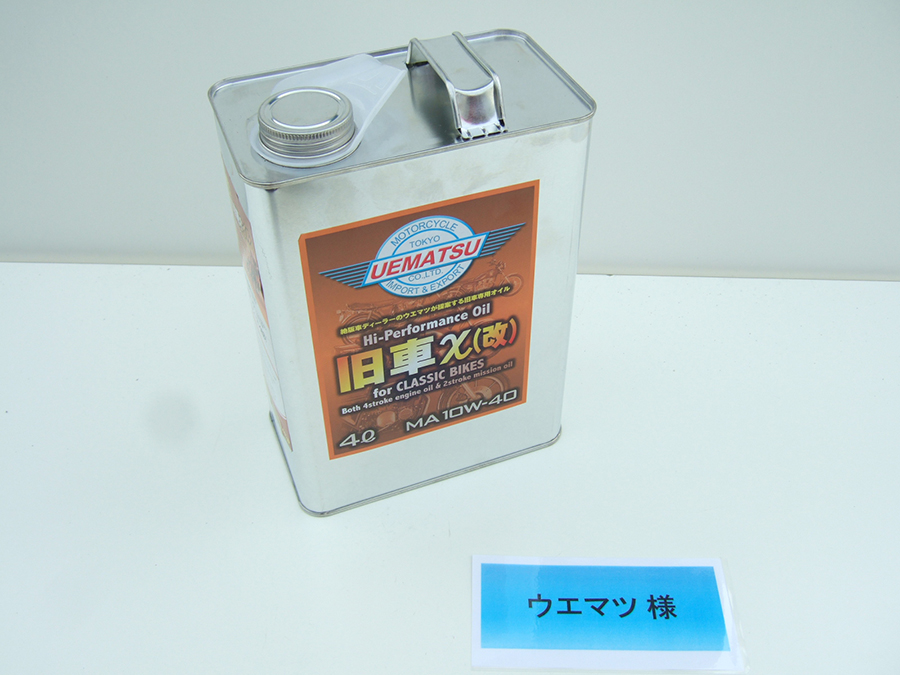 MOTORCYCLE
TOKYO
UEMATSU
CO.,LTD.
IMPORT & EXPORT
絶版車ディーラーのウエマツが提案する旧車専用オイル
Hi-Performance Oil
旧車χ(改)
for CLASSIC BIKES
Both 4stroke engine oil & 2stroke mission oil
4ℓ MA 10W-40
ウエマツ 様